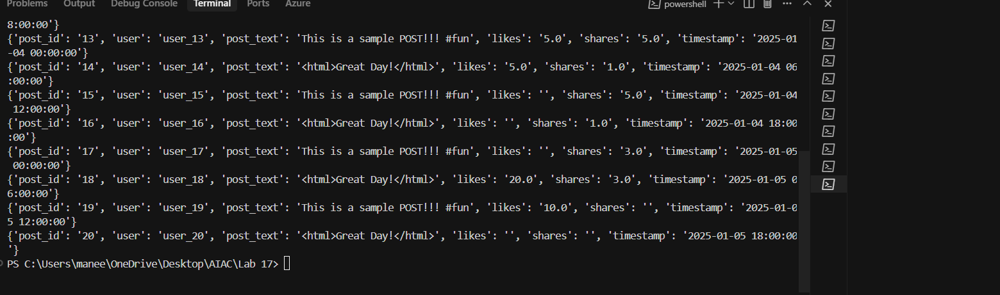 Problems Output Debug Console Terminal Ports Azure powershell
8:00:00'}
{'post_id': '13', 'user': 'user_13', 'post_text': 'This is a sample POST!!! #fun', 'likes': '5.0', 'shares': '5.0', 'timestamp': '2025-01
-04 00:00:00'}
{'post_id': '14', 'user': 'user_14', 'post_text': '<html>Great Day!</html>', 'likes': '5.0', 'shares': '1.0', 'timestamp': '2025-01-04 06
:00:00'}
{'post_id': '15', 'user': 'user_15', 'post_text': 'This is a sample POST!!! #fun', 'likes': '', 'shares': '5.0', 'timestamp': '2025-01-04
 12:00:00'}
{'post_id': '16', 'user': 'user_16', 'post_text': '<html>Great Day!</html>', 'likes': '', 'shares': '1.0', 'timestamp': '2025-01-04 18:00
:00'}
{'post_id': '17', 'user': 'user_17', 'post_text': 'This is a sample POST!!! #fun', 'likes': '', 'shares': '3.0', 'timestamp': '2025-01-05
 00:00:00'}
{'post_id': '18', 'user': 'user_18', 'post_text': '<html>Great Day!</html>', 'likes': '20.0', 'shares': '3.0', 'timestamp': '2025-01-05 0
6:00:00'}
{'post_id': '19', 'user': 'user_19', 'post_text': 'This is a sample POST!!! #fun', 'likes': '10.0', 'shares': '', 'timestamp': '2025-01-0
5 12:00:00'}
{'post_id': '20', 'user': 'user_20', 'post_text': '<html>Great Day!</html>', 'likes': '', 'shares': '', 'timestamp': '2025-01-05 18:00:00
'}
PS C:\Users\manee\OneDrive\Desktop\AIAC\Lab 17>